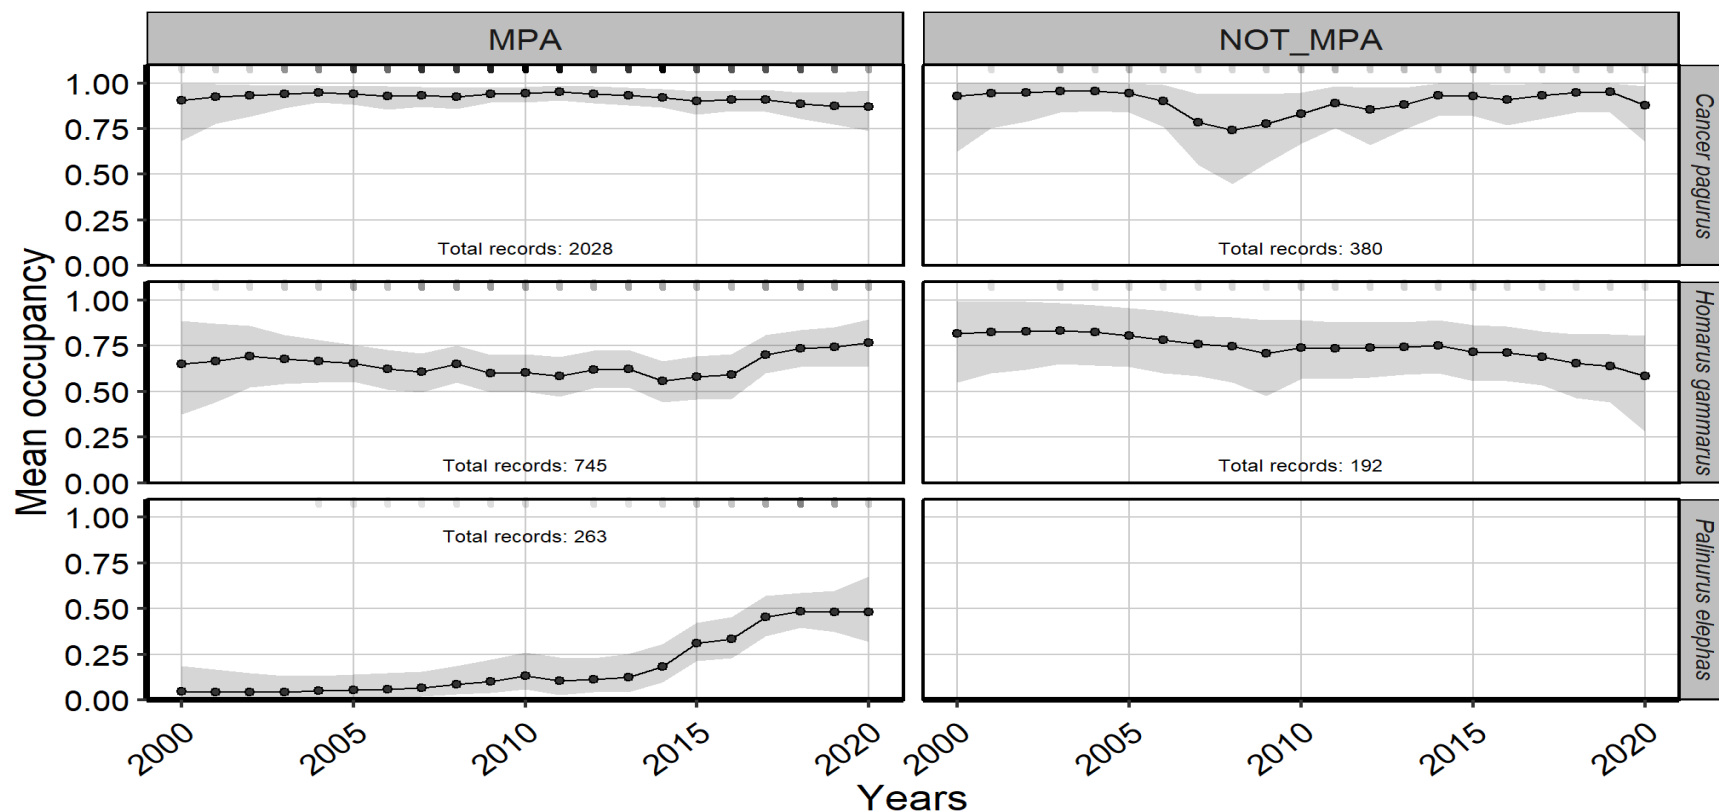 MPA
NOT_MPA
1.00
0.75
0.50
0.25
0.00
Total records: 2028
Total records: 380
Cancer pagurus
1.00
0.75
0.50
0.25
0.00
Total records: 745
Total records: 192
Homarus gammarus
1.00
0.75
0.50
0.25
0.00
Total records: 263
Palinurus elephas
Mean occupancy
2000
2005
2010
2015
2020
2000
2005
2010
2015
2020
Years